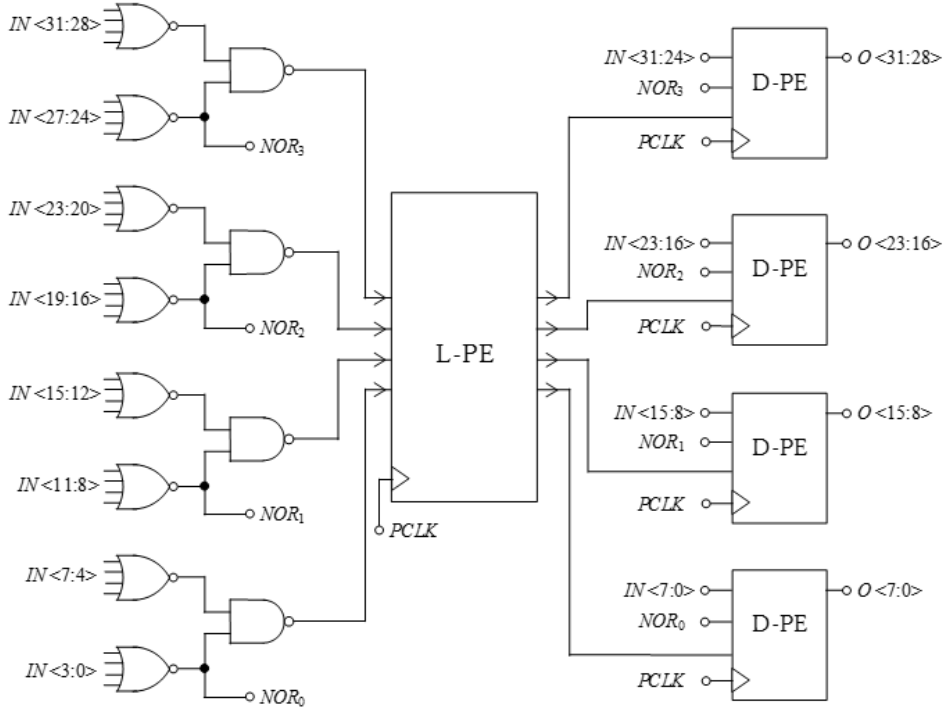 IN<31:28>
IN<27:24>
NOR3
IN<23:20>
IN<19:16>
NOR2
IN<15:12>
IN<11:8>
NOR1
IN<7:4>
IN<3:0>
NOR0
L-PE
PCLK
IN<31:24>
NOR3
PCLK
D-PE
O<31:28>
IN<23:16>
NOR2
PCLK
D-PE
O<23:16>
IN<15:8>
NOR1
PCLK
D-PE
O<15:8>
IN<7:0>
NOR0
PCLK
D-PE
O<7:0>